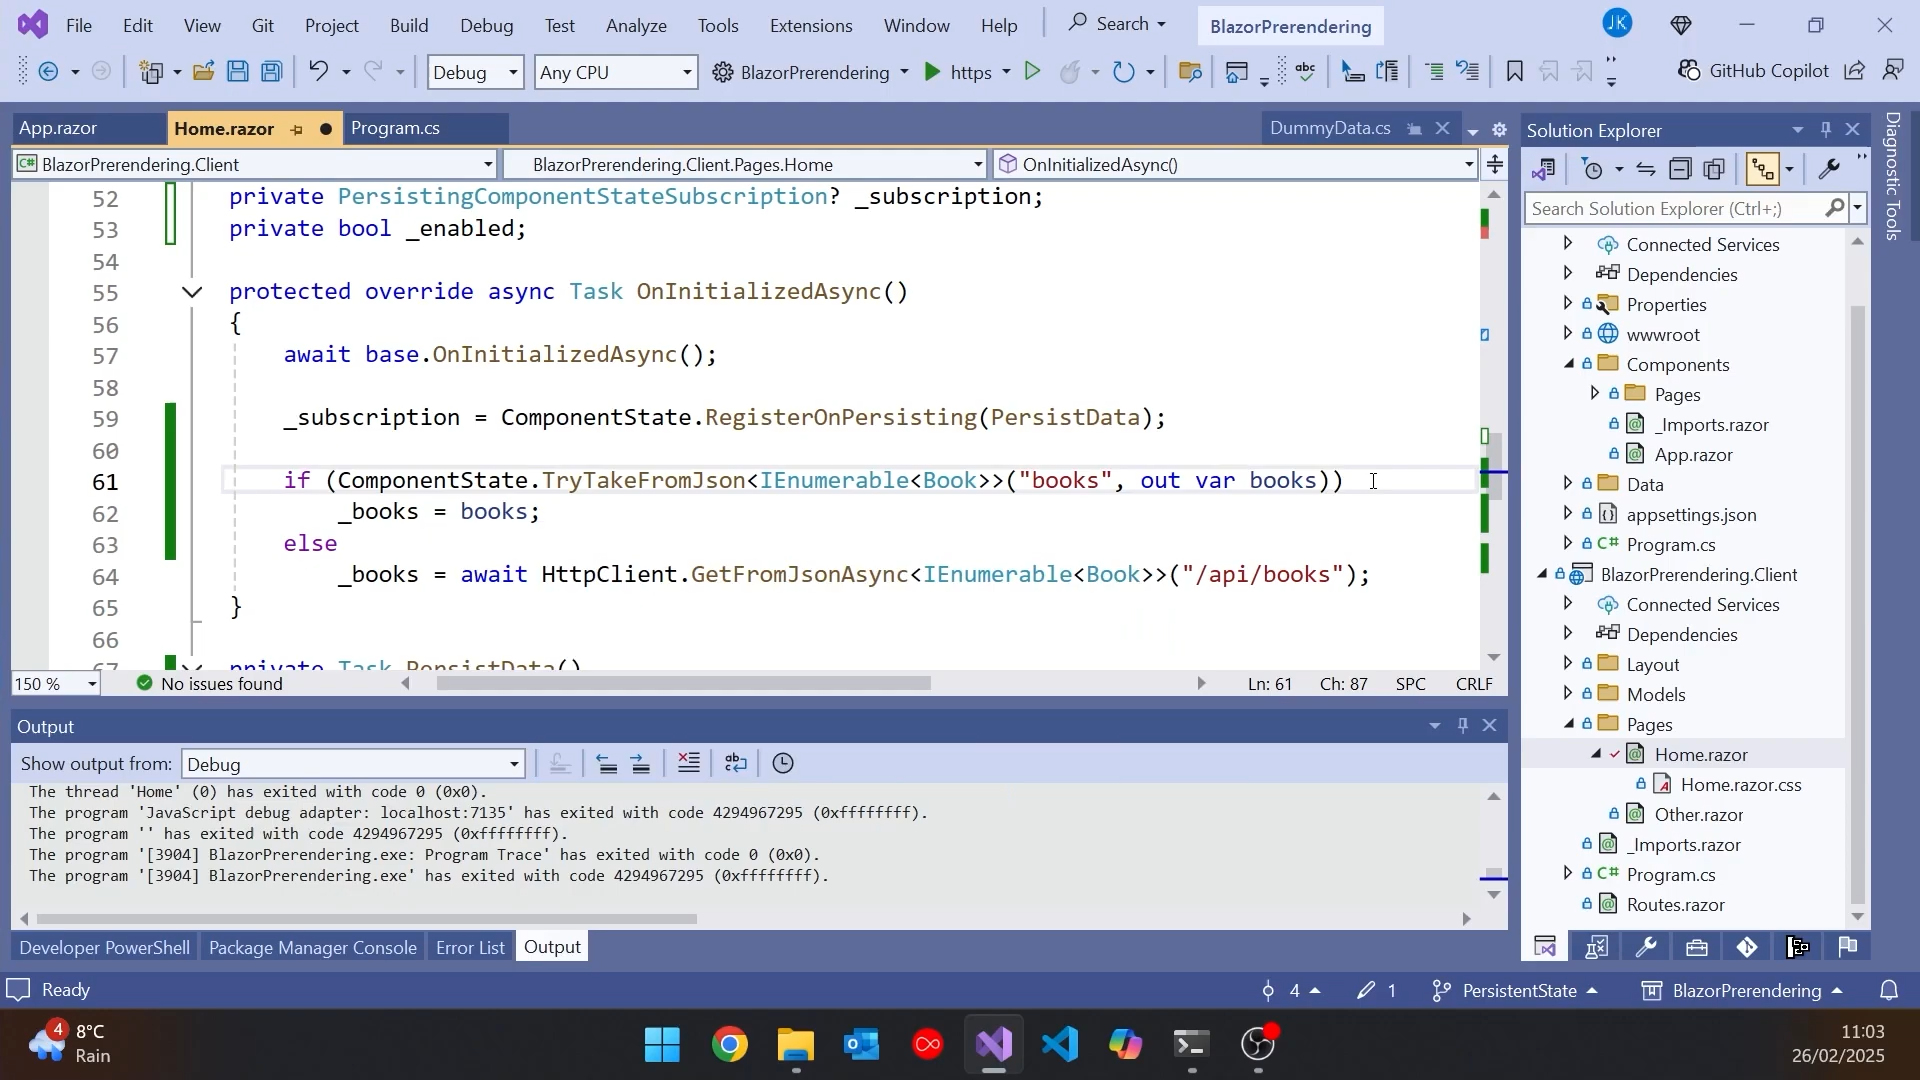 File Edit View Git Project Build Debug Test Analyze Tools Extensions Window Help Search BlazorPrerendering JK
Debug Any CPU BlazorPrerendering https abc GitHub Copilot
App.razor Home.razor Program.cs DummyData.cs
C# BlazorPrerendering.Client BlazorPrerendering.Client.Pages.Home OnInitializedAsync()
52 private PersistingComponentStateSubscription? _subscription;
53 private bool _enabled;
54
55 protected override async Task OnInitializedAsync()
56 {
57 await base.OnInitializedAsync();
58
59 _subscription = ComponentState.RegisterOnPersisting(PersistData);
60
61 if (ComponentState.TryTakeFromJson<IEnumerable<Book>>("books", out var books))
62 _books = books;
63 else
64 _books = await HttpClient.GetFromJsonAsync<IEnumerable<Book>>("/api/books");
65 }
66
67 private Task PersistData()
150 % No issues found Ln: 61 Ch: 87 SPC CRLF
Output
Show output from: Debug
The thread 'Home' (0) has exited with code 0 (0x0).
The program 'JavaScript debug adapter: localhost:7135' has exited with code 4294967295 (0xffffffff).
The program '' has exited with code 4294967295 (0xffffffff).
The program '[3904] BlazorPrerendering.exe: Program Trace' has exited with code 0 (0x0).
The program '[3904] BlazorPrerendering.exe' has exited with code 4294967295 (0xffffffff).
Developer PowerShell Package Manager Console Error List Output
Solution Explorer
Search Solution Explorer (Ctrl+;)
Connected Services
Dependencies
Properties
wwwroot
Components
Pages
_Imports.razor
App.razor
Data
appsettings.json
C# Program.cs
BlazorPrerendering.Client
Connected Services
Dependencies
Layout
Models
Pages
Home.razor
Home.razor.css
Other.razor
_Imports.razor
C# Program.cs
Routes.razor
Diagnostic Tools
Ready 4 1 PersistentState BlazorPrerendering
4 8°C
Rain
11:03
26/02/2025